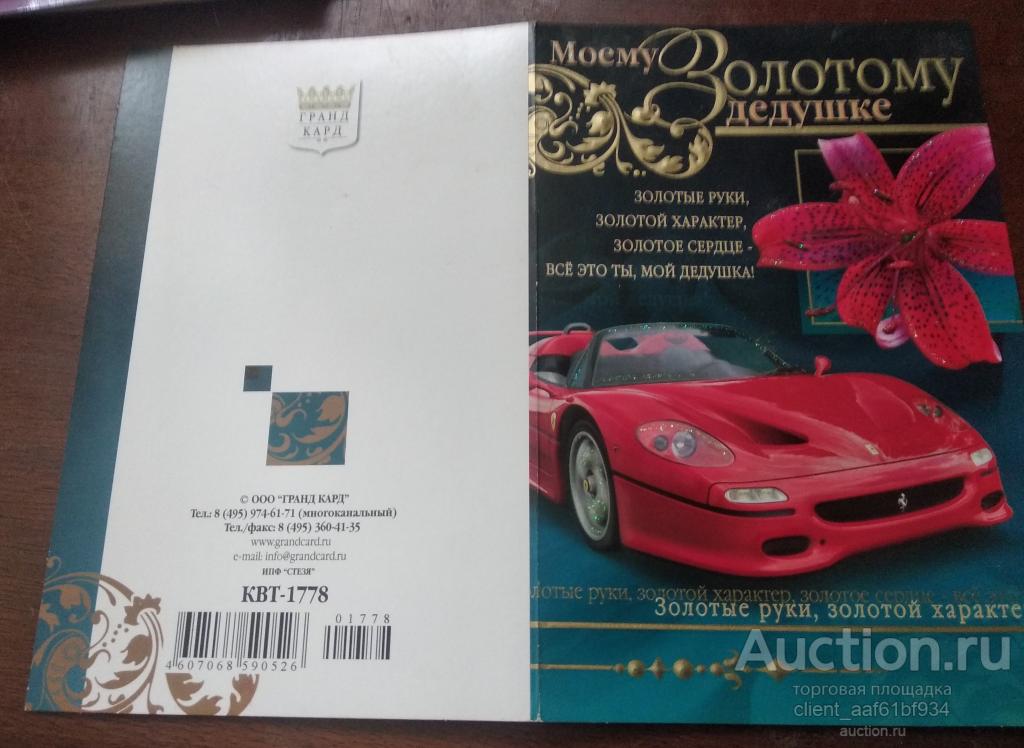 ГРАНД
КАРД
© ООО "ГРАНД КАРД"
Тел.: 8 (495) 974-61-71 (многоканальный)
Тел./факс: 8 (495) 360-41-35
www.grandcard.ru
e-mail: info@grandcard.ru
ИПФ "СТЕЗЯ"
КВТ-1778
01778
4 607068 590526
Моему Золотому
дедушке
ЗОЛОТЫЕ РУКИ,
ЗОЛОТОЙ ХАРАКТЕР,
ЗОЛОТОЕ СЕРДЦЕ -
ВСЁ ЭТО ТЫ, МОЙ ДЕДУШКА!
лотые руки, золотой характер, золотое сердце - всё это
Золотые руки, золотой характе
Auction.ru
торговая площадка
client_aaf61bf934
auction.ru